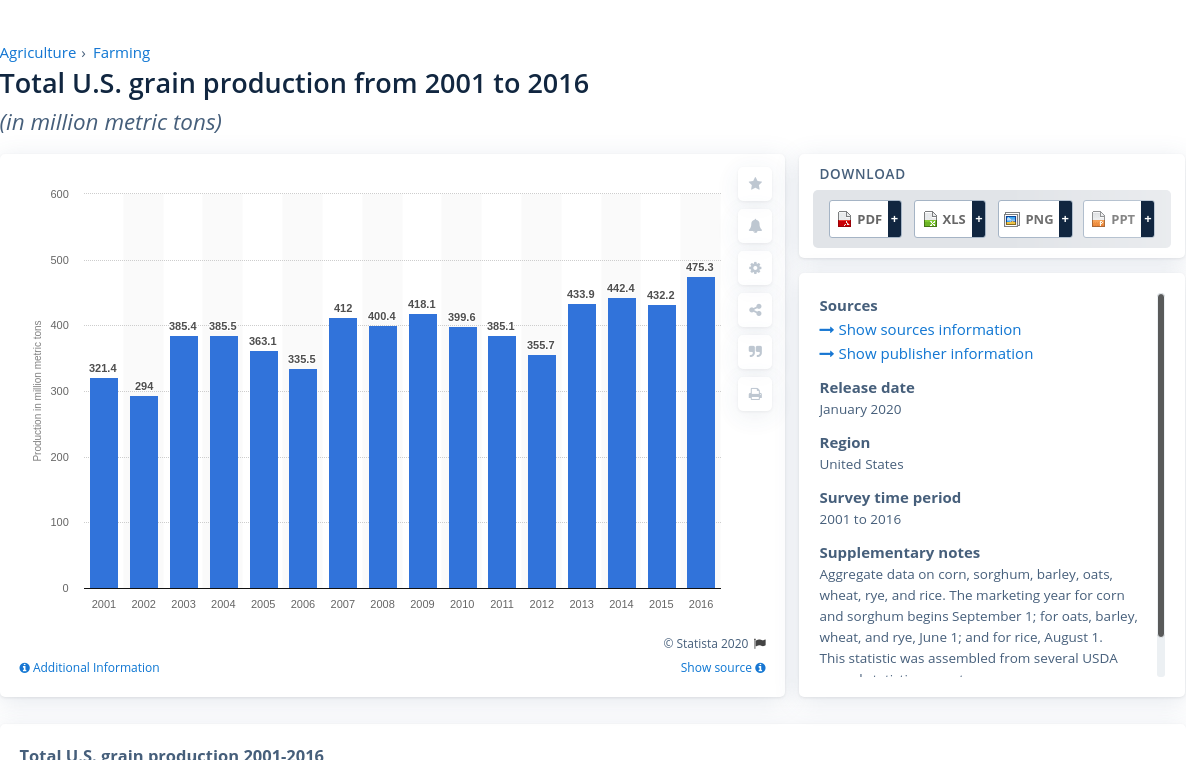 Agriculture › Farming
Total U.S. grain production from 2001 to 2016
(in million metric tons)
Production in million metric tons
600
500
400
300
200
100
0
321.4
294
385.4
385.5
363.1
335.5
412
400.4
418.1
399.6
385.1
355.7
433.9
442.4
432.2
475.3
2001 2002 2003 2004 2005 2006 2007 2008 2009 2010 2011 2012 2013 2014 2015 2016
© Statista 2020
Additional Information
Show source
DOWNLOAD
PDF + XLS + PNG + PPT +
Sources
Show sources information
Show publisher information
Release date
January 2020
Region
United States
Survey time period
2001 to 2016
Supplementary notes
Aggregate data on corn, sorghum, barley, oats,
wheat, rye, and rice. The marketing year for corn
and sorghum begins September 1; for oats, barley,
wheat, and rye, June 1; and for rice, August 1.
This statistic was assembled from several USDA
Total U.S. grain production 2001-2016